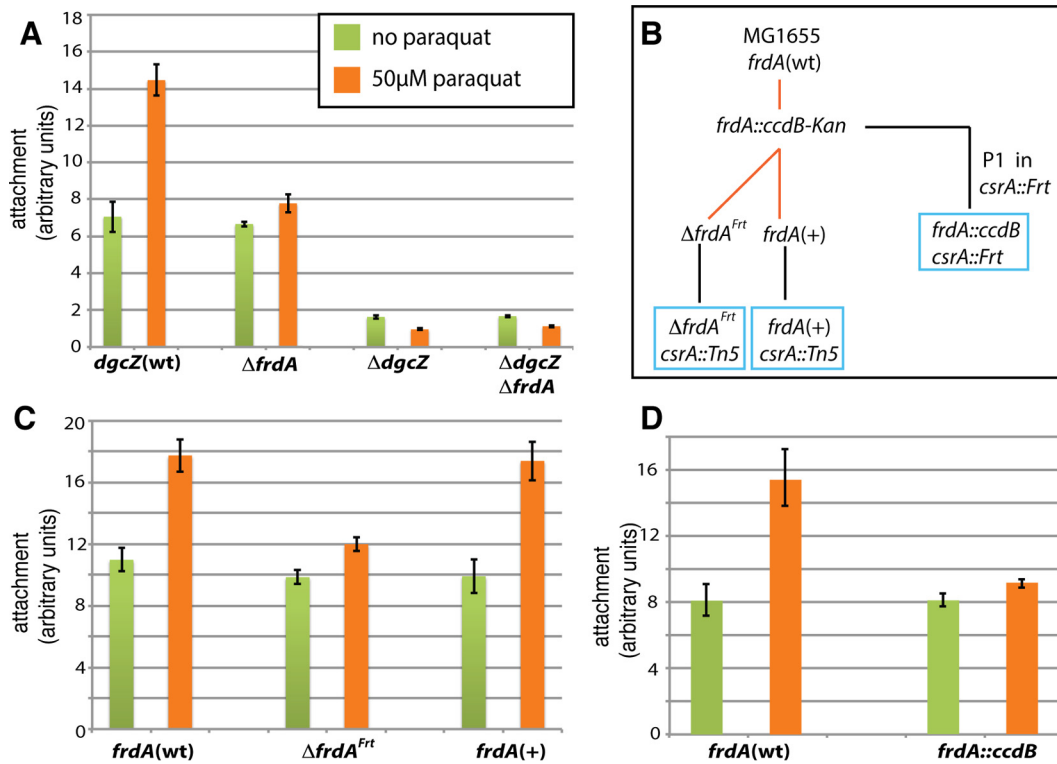 A
18
16
14
12
10
8
6
4
2
0
attachment
(arbitrary units)
no paraquat
50µM paraquat
dgcZ(wt)
ΔfrdA
ΔdgcZ
ΔdgcZ
ΔfrdA
B
MG1655
frdA(wt)
frdA::ccdB-Kan
P1 in
csrA::Frt
ΔfrdAFrt
frdA(+)
frdA::ccdB
csrA::Frt
ΔfrdAFrt
csrA::Tn5
frdA(+)
csrA::Tn5
C
20
16
12
8
4
0
attachment
(arbitrary units)
frdA(wt)
ΔfrdAFrt
frdA(+)
D
16
12
8
4
0
attachment
(arbitrary units)
frdA(wt)
frdA::ccdB